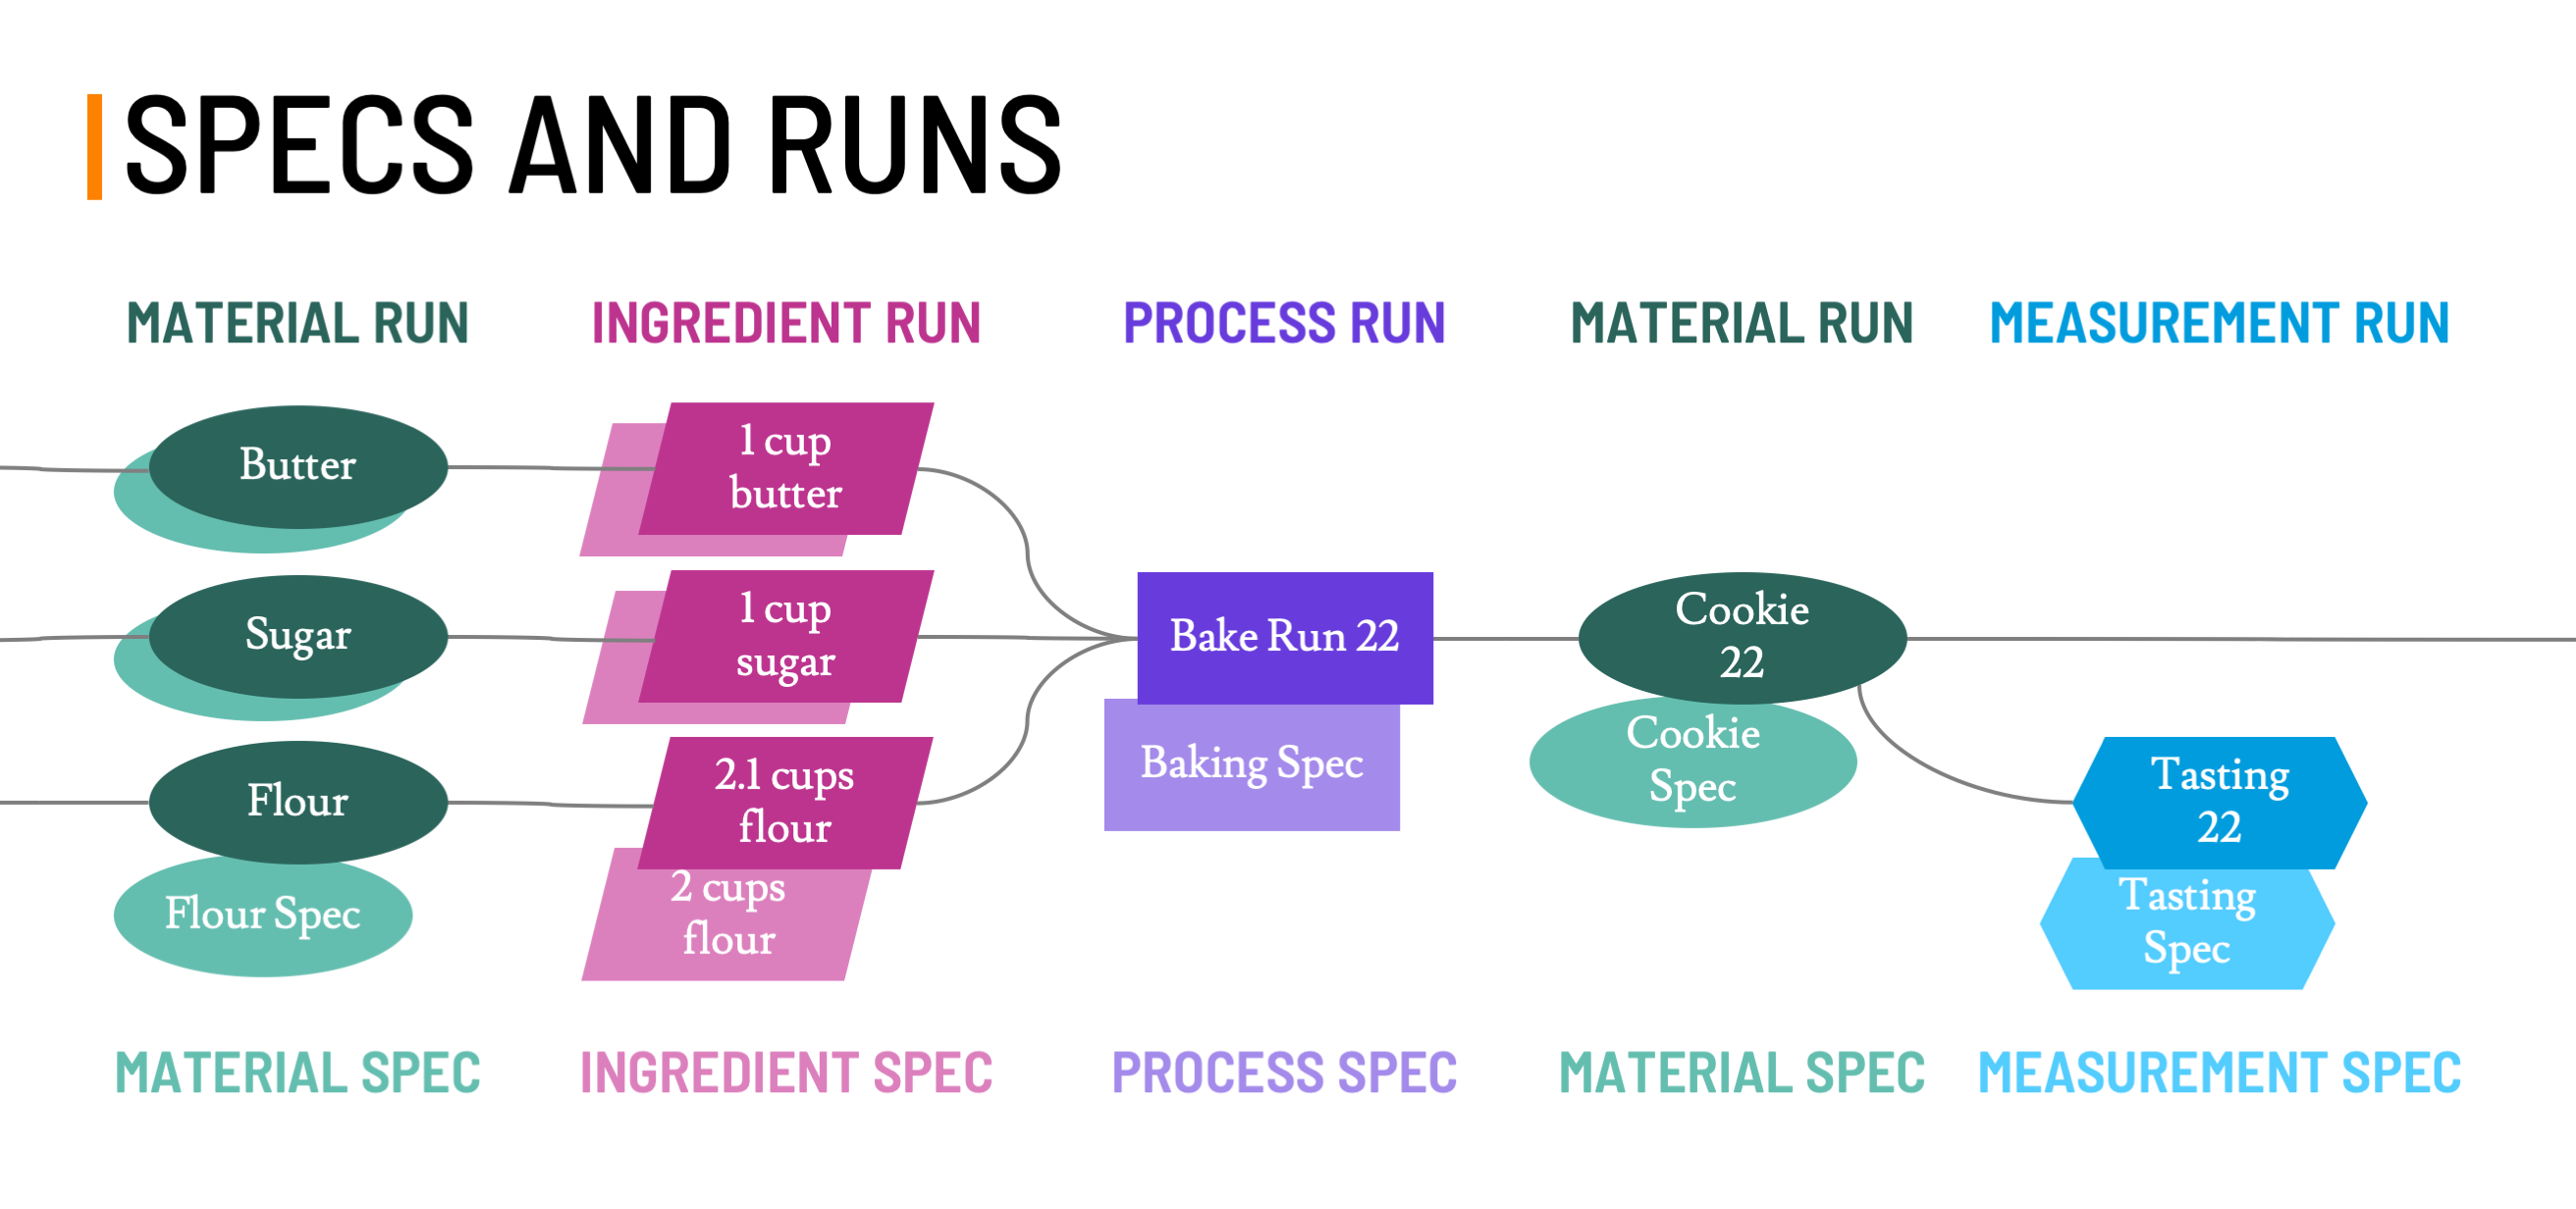 SPECS AND RUNS
MATERIAL RUN
INGREDIENT RUN
PROCESS RUN
MATERIAL RUN
MEASUREMENT RUN
Butter
1 cup
butter
Sugar
1 cup
sugar
Flour
2.1 cups
flour
Flour Spec
2 cups
flour
Bake Run 22
Baking Spec
Cookie
22
Cookie
Spec
Tasting
22
Tasting
Spec
MATERIAL SPEC
INGREDIENT SPEC
PROCESS SPEC
MATERIAL SPEC
MEASUREMENT SPEC